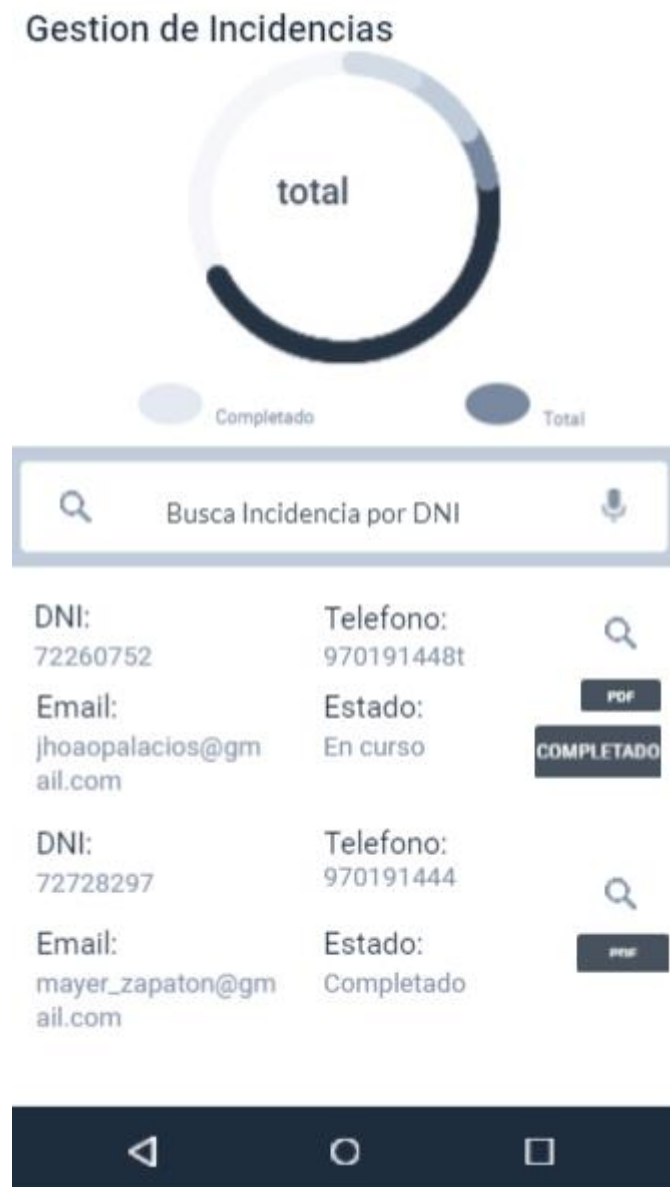 Gestion de Incidencias
total
Completado
Total
Busca Incidencia por DNI
DNI:
72260752
Telefono:
970191448t
Email:
jhoaopalacios@gm
ail.com
Estado:
En curso
PDF
COMPLETADO
DNI:
72728297
Telefono:
970191444
Email:
mayer_zapaton@gm
ail.com
Estado:
Completado
PDF